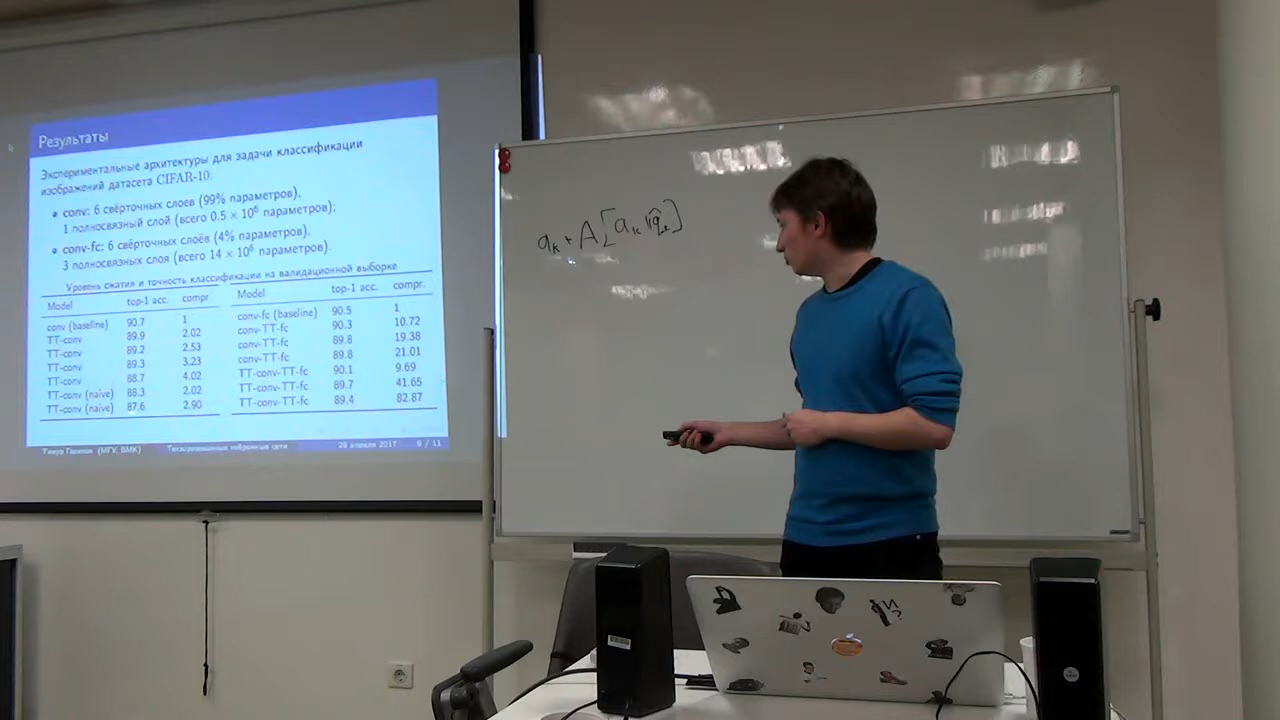 Результаты
Экспериментальные архитектуры для задачи классификации
изображений датасета CIFAR-10:
• conv: 6 свёрточных слоев (99% параметров),
1 полносвязный слой (всего 0.5 × 10⁶ параметров);
• conv-fc: 6 свёрточных слоёв (4% параметров),
3 полносвязных слоя (всего 14 × 10⁶ параметров).
Уровень сжатия и точность классификации на валидационной выборке
Model top-1 acc. compr.
conv (baseline) 90.7 1
TT-conv 89.9 2.02
TT-conv 89.2 2.53
TT-conv 89.3 3.23
TT-conv 88.7 4.02
TT-conv (naive) 88.3 2.02
TT-conv (naive) 87.6 2.90
Model top-1 acc. compr.
conv-fc (baseline) 90.5 1
conv-TT-fc 90.3 10.72
conv-TT-fc 89.8 19.38
conv-TT-fc 89.8 21.01
TT-conv-TT-fc 90.1 9.69
TT-conv-TT-fc 89.7 41.65
TT-conv-TT-fc 89.4 82.87
Тимур Гарипов (МГУ, ВМК) Тензоризованные нейронные сети 28 апреля 2017 9 / 11